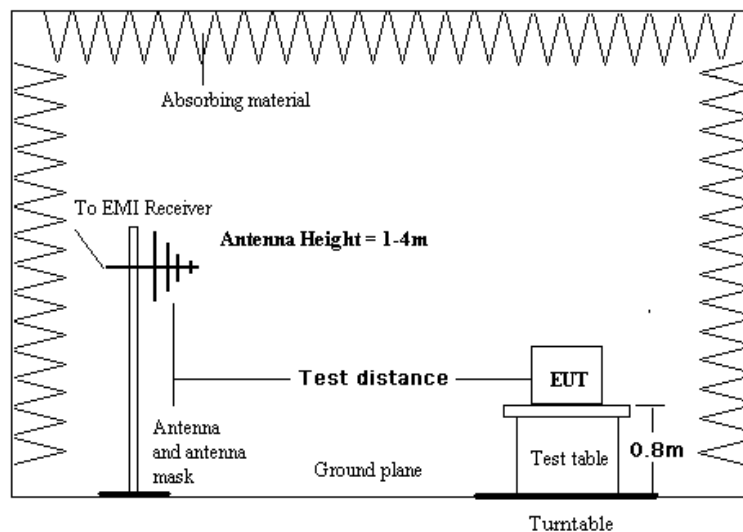 Absorbing material
To EMI Receiver
Antenna Height = 1-4m
Test distance
EUT
Antenna
and antenna
mask
Ground plane
Test table
0.8m
Turntable